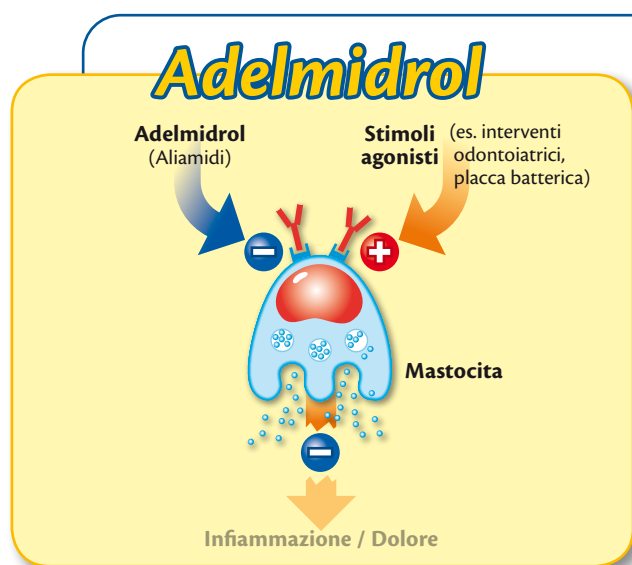 Adelmidrol
Adelmidrol
(Aliamidi)
Stimoli (es. interventi
agonisti odontoiatrici,
placca batterica)
Mastocita
Infiammazione / Dolore